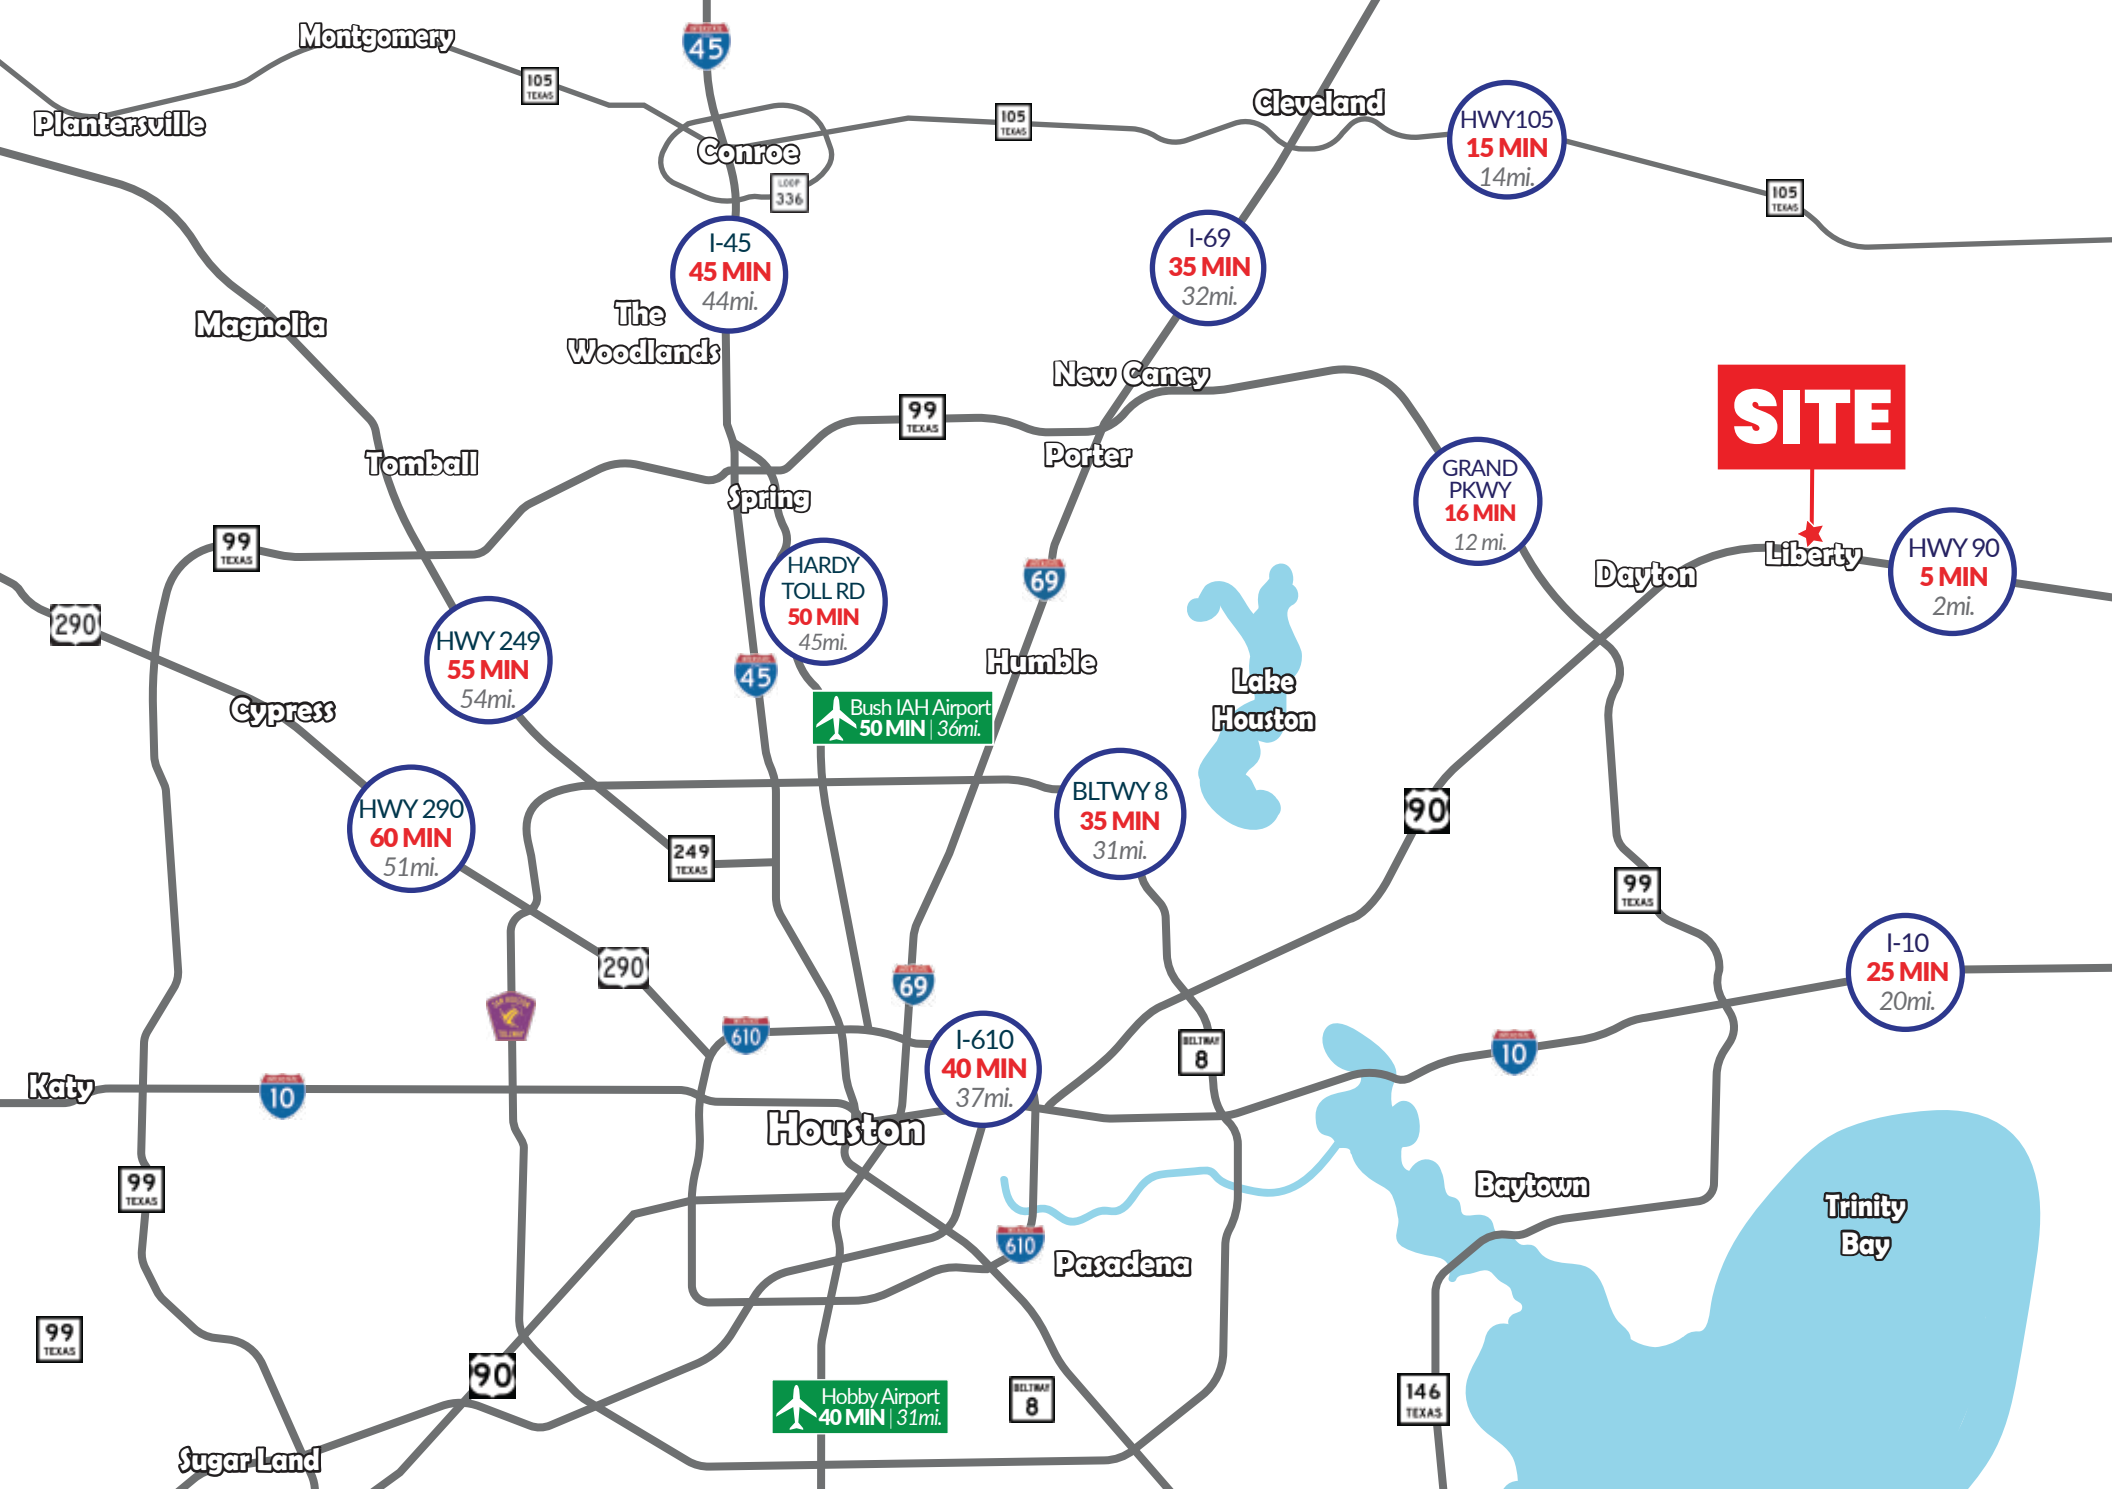 Montgomery
45
105
TEXAS
Plantersville
Cleveland
105
TEXAS
HWY105
15 MIN
14mi.
Conroe
LOOP
336
105
TEXAS
I-45
45 MIN
44mi.
I-69
35 MIN
32mi.
The
Woodlands
Magnolia
New Caney
99
TEXAS
SITE
Porter
Tomball
Spring
GRAND
PKWY
16 MIN
12 mi.
99
TEXAS
Liberty
HWY 90
5 MIN
2mi.
Dayton
HARDY
TOLL RD
50 MIN
45mi.
69
290
HWY 249
55 MIN
54mi.
45
Humble
Lake
Houston
Cypress
Bush IAH Airport
50 MIN | 36mi.
HWY 290
60 MIN
51mi.
BLTWY 8
35 MIN
31mi.
90
249
TEXAS
99
TEXAS
290
69
I-10
25 MIN
20mi.
610
I-610
40 MIN
37mi.
BELTWAY
8
10
Katy
10
Houston
99
TEXAS
Baytown
Trinity
Bay
610
Pasadena
99
TEXAS
90
Hobby Airport
40 MIN | 31mi.
BELTWAY
8
146
TEXAS
Sugar Land